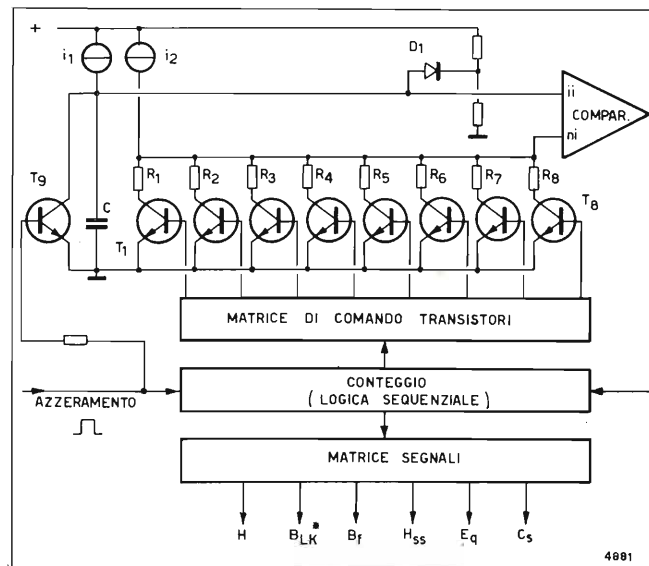 +
i1 i2 D1
ii
COMPAR.
ni
R1 R2 R3 R4 R5 R6 R7 R8
T9 C T1 T8
MATRICE DI COMANDO TRANSISTORI
CONTEGGIO
( LOGICA SEQUENZIALE )
AZZERAMENTO
MATRICE SEGNALI
H BLK* Bf Hss Eq Cs
4881